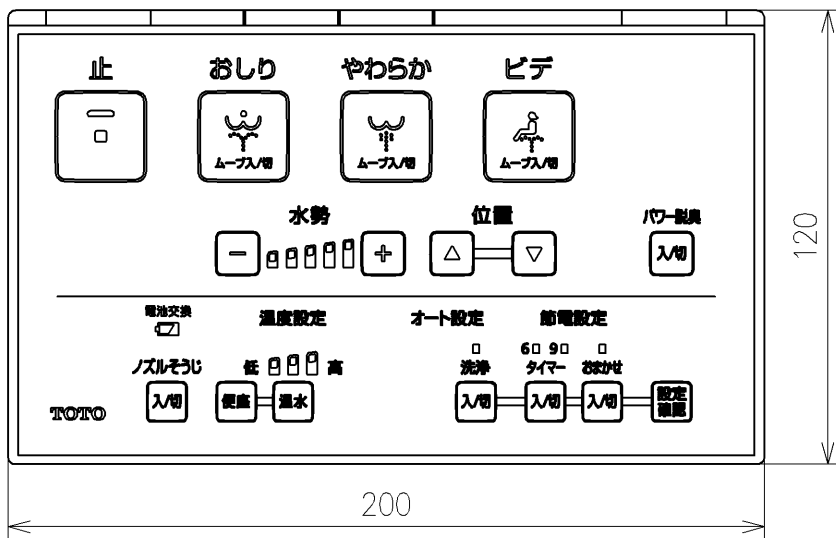 止 おしり やわらか ビデ
ムーブ入/切 ムーブ入/切 ムーブ入/切
水勢 位置 パワー脱臭
− + △ ▽ 入/切
120
電池交換 温度設定 オート設定 節電設定
6 9
ノズルそうじ 低 高 洗浄 タイマー おまかせ
入/切 便座 温水 入/切 入/切 入/切 設定
確認
TOTO
200